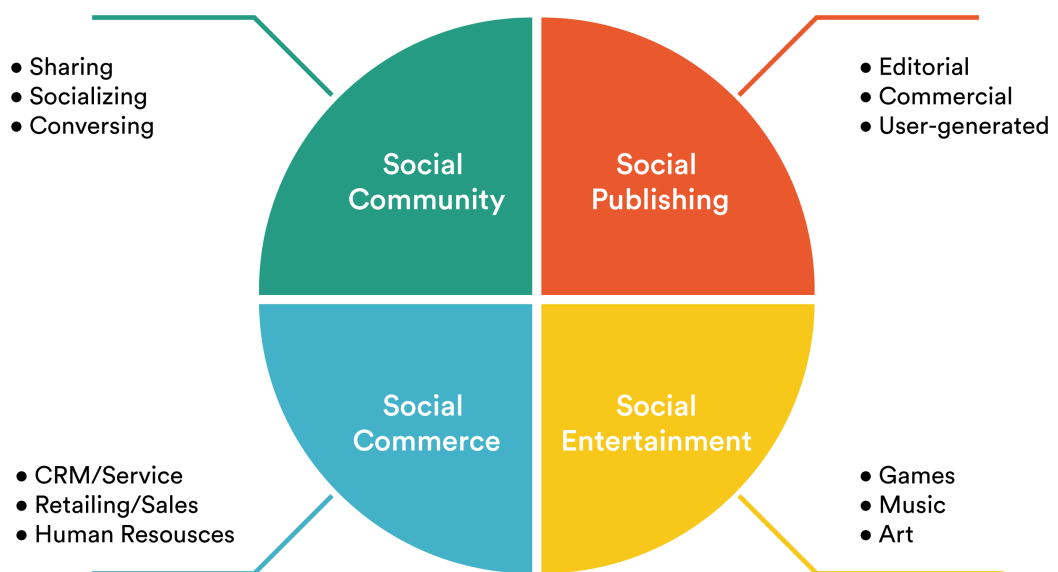 ● Sharing
● Socializing
● Conversing
Social
Community
Social
Publishing
● Editorial
● Commercial
● User-generated
● CRM/Service
● Retailing/Sales
● Human Resousces
Social
Commerce
Social
Entertainment
● Games
● Music
● Art